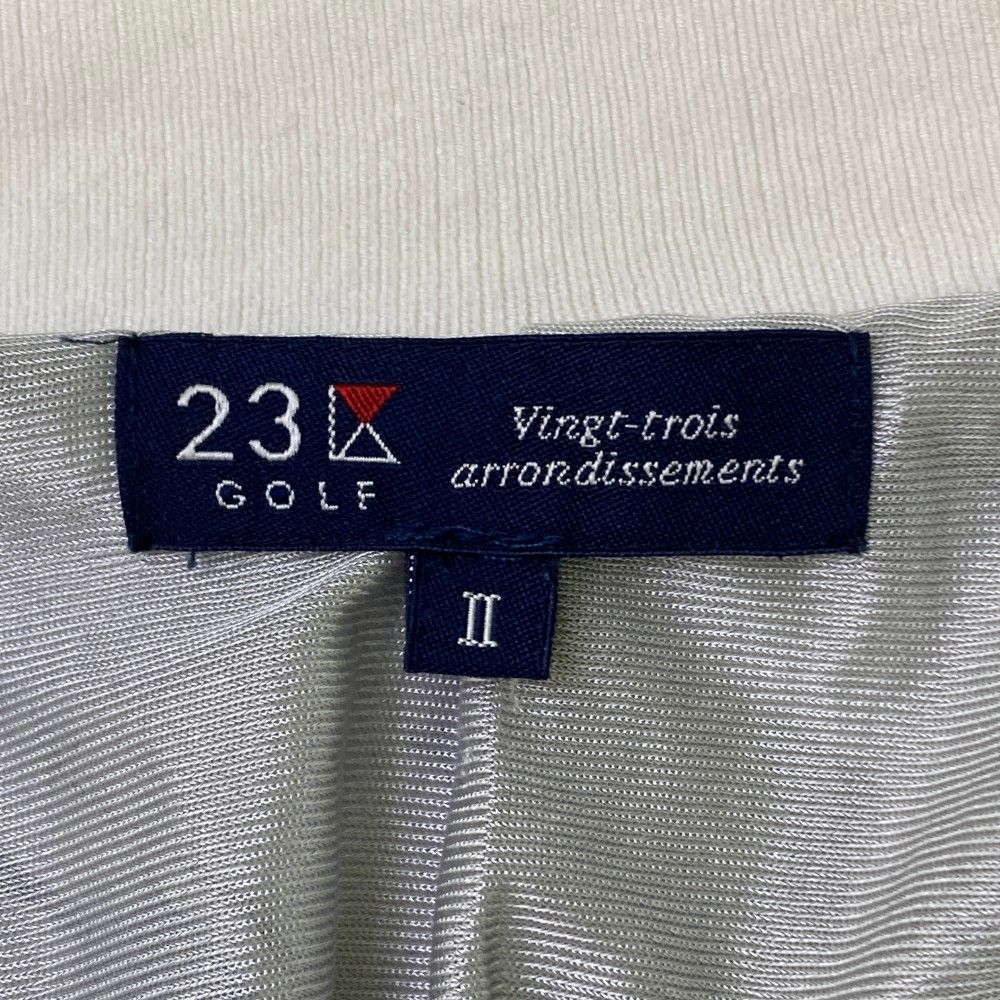 23
GOLF
Vingt-trois
arrondissements
II